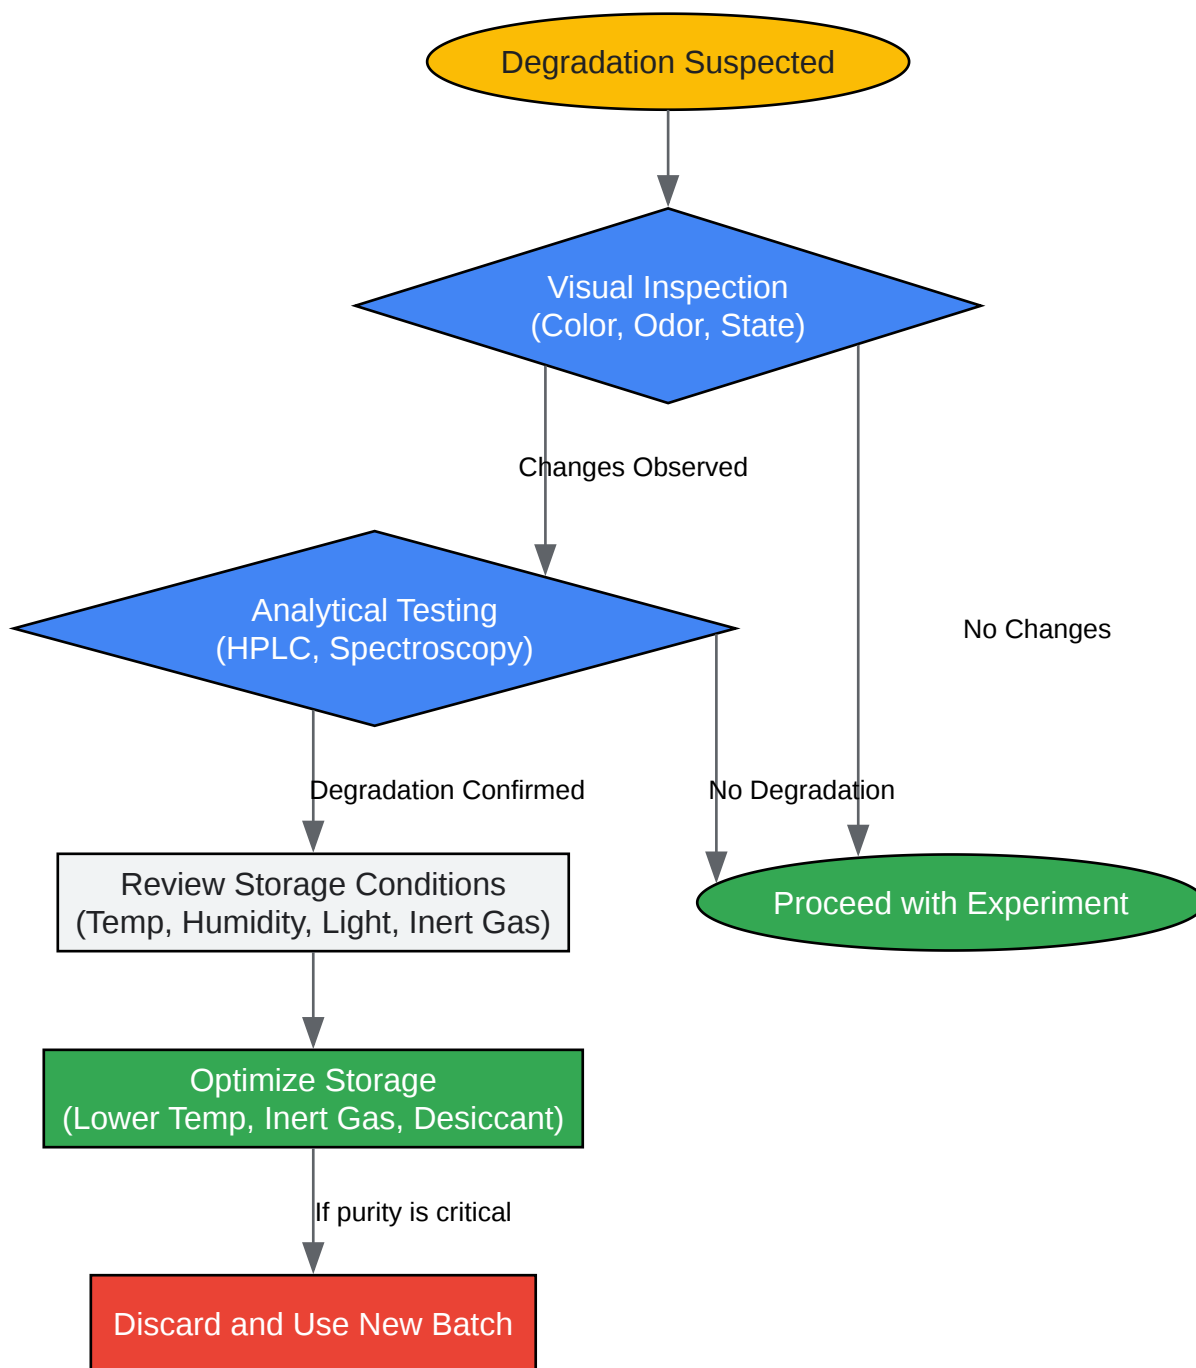 Degradation Suspected
Visual Inspection
(Color, Odor, State)
Changes Observed
Analytical Testing
(HPLC, Spectroscopy)
No Changes
Degradation Confirmed
No Degradation
Review Storage Conditions
(Temp, Humidity, Light, Inert Gas)
Proceed with Experiment
Optimize Storage
(Lower Temp, Inert Gas, Desiccant)
If purity is critical
Discard and Use New Batch